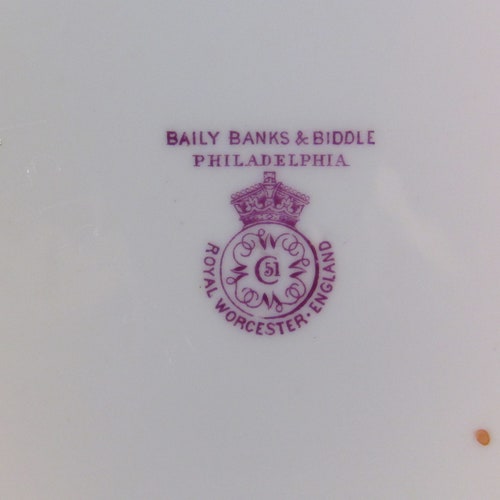 BAILY BANKS & BIDDLE
PHILADELPHIA
C 51
ROYAL WORCESTER · ENGLAND